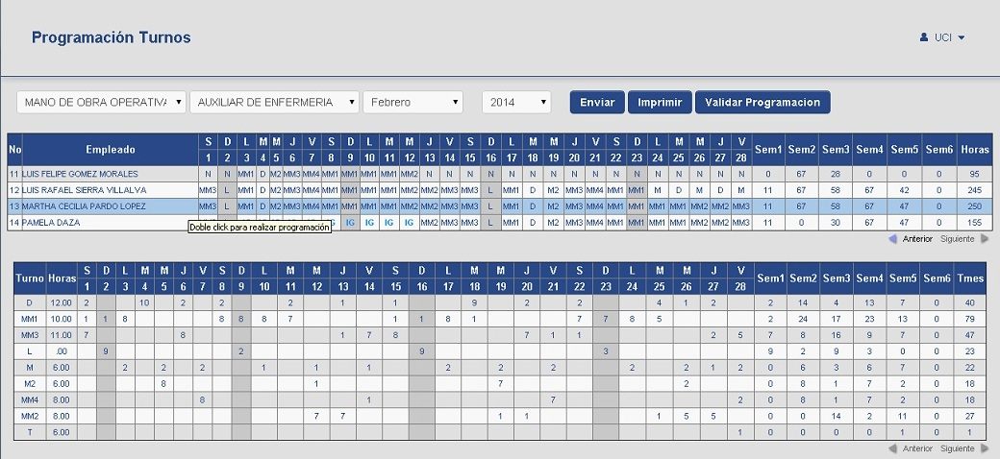 Programación Turnos
UCI
MANO DE OBRA OPERATIVA AUXILIAR DE ENFERMERIA Febrero 2014 Enviar Imprimir Validar Programacion
No Empleado S D L M M J V S D L M M J V S D L M M J V S D L M M J V Sem1 Sem2 Sem3 Sem4 Sem5 Sem6 Horas
1 2 3 4 5 6 7 8 9 10 11 12 13 14 15 16 17 18 19 20 21 22 23 24 25 26 27 28
11 LUIS FELIPE GOMEZ MORALES N N MM1 D M2 MM3 MM4 MM1 MM1 MM1 MM1 MM2 N N N N N N N N N N N N N N N N 0 67 28 0 0 0 95
12 LUIS RAFAEL SIERRA VILLALVA MM3 L MM1 D M2 MM3 MM4 MM1 MM1 MM1 MM1 MM2 MM2 MM3 MM3 L MM1 D M2 MM3 MM4 MM1 MM1 M D M D M 11 67 58 67 42 0 245
13 MARTHA CECILIA PARDO LOPEZ MM3 L MM1 D M2 MM3 MM4 MM1 MM1 MM1 MM1 MM2 MM2 MM3 MM3 L MM1 D M2 MM3 MM4 MM1 MM1 MM1 MM1 MM2 MM2 MM3 11 67 58 67 47 0 250
14 PAMELA DAZA IG IG IG IG MM2 MM3 MM3 L MM1 D M2 MM3 MM4 MM1 MM1 MM1 MM1 MM2 MM2 MM3 11 0 30 67 47 0 155
Doble click para realizar programación
Anterior Siguiente
Turno Horas S D L M M J V S D L M M J V S D L M M J V S D L M M J V Sem1 Sem2 Sem3 Sem4 Sem5 Sem6 Tmes
1 2 3 4 5 6 7 8 9 10 11 12 13 14 15 16 17 18 19 20 21 22 23 24 25 26 27 28
D 12.00 2 10 2 2 2 1 1 9 2 2 4 1 2 2 14 4 13 7 0 40
MM1 10.00 1 1 8 8 8 8 7 1 1 8 1 7 7 8 5 2 24 17 23 13 0 79
MM3 11.00 7 8 1 7 8 7 1 1 2 5 7 8 16 9 7 0 47
L .00 9 2 9 3 9 2 9 3 0 0 23
M 6.00 2 2 2 2 1 1 1 2 2 2 2 2 1 2 0 6 3 6 7 0 22
M2 6.00 8 1 7 2 0 8 1 7 2 0 18
MM4 8.00 8 1 7 2 0 8 1 7 2 0 18
MM2 8.00 7 7 1 1 1 5 5 0 0 14 2 11 0 27
T 6.00 1 0 0 0 0 1 0 1
Anterior Siguiente